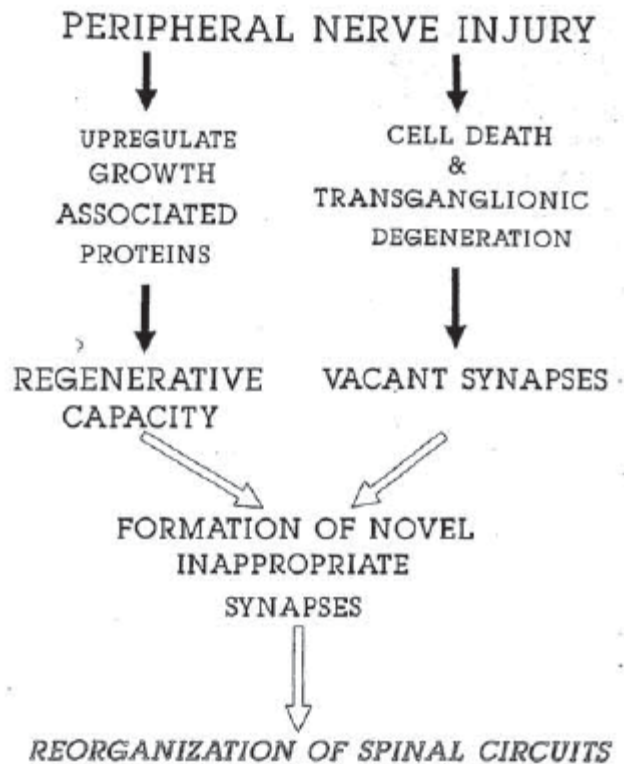 PERIPHERAL NERVE INJURY
UPREGULATE
GROWTH
ASSOCIATED
PROTEINS
CELL DEATH
&
TRANSGANGLIONIC
DEGENERATION
REGENERATIVE
CAPACITY
VACANT SYNAPSES
FORMATION OF NOVEL
INAPPROPRIATE
SYNAPSES
REORGANIZATION OF SPINAL CIRCUITS